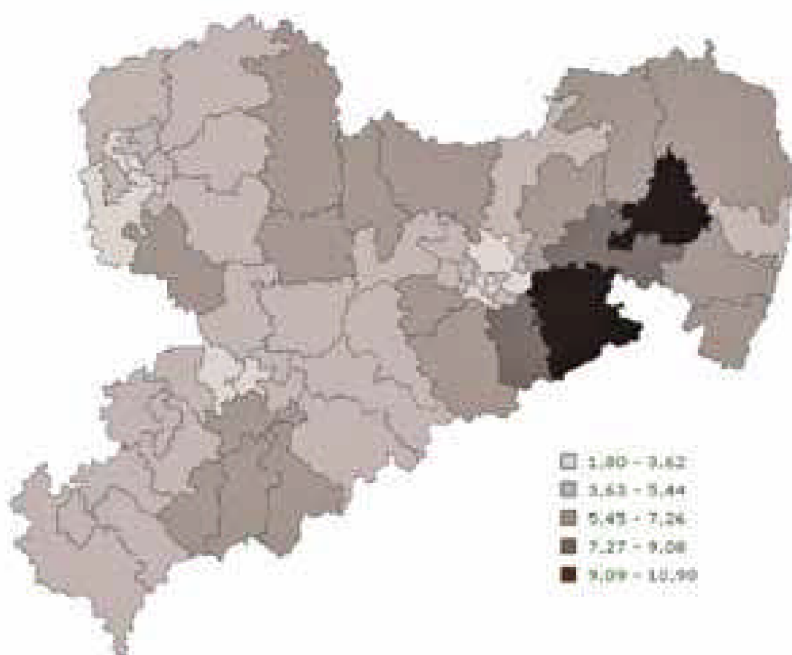 1,80 - 3,62
3,63 - 5,44
5,45 - 7,26
7,27 - 9,08
9,09 - 10,90